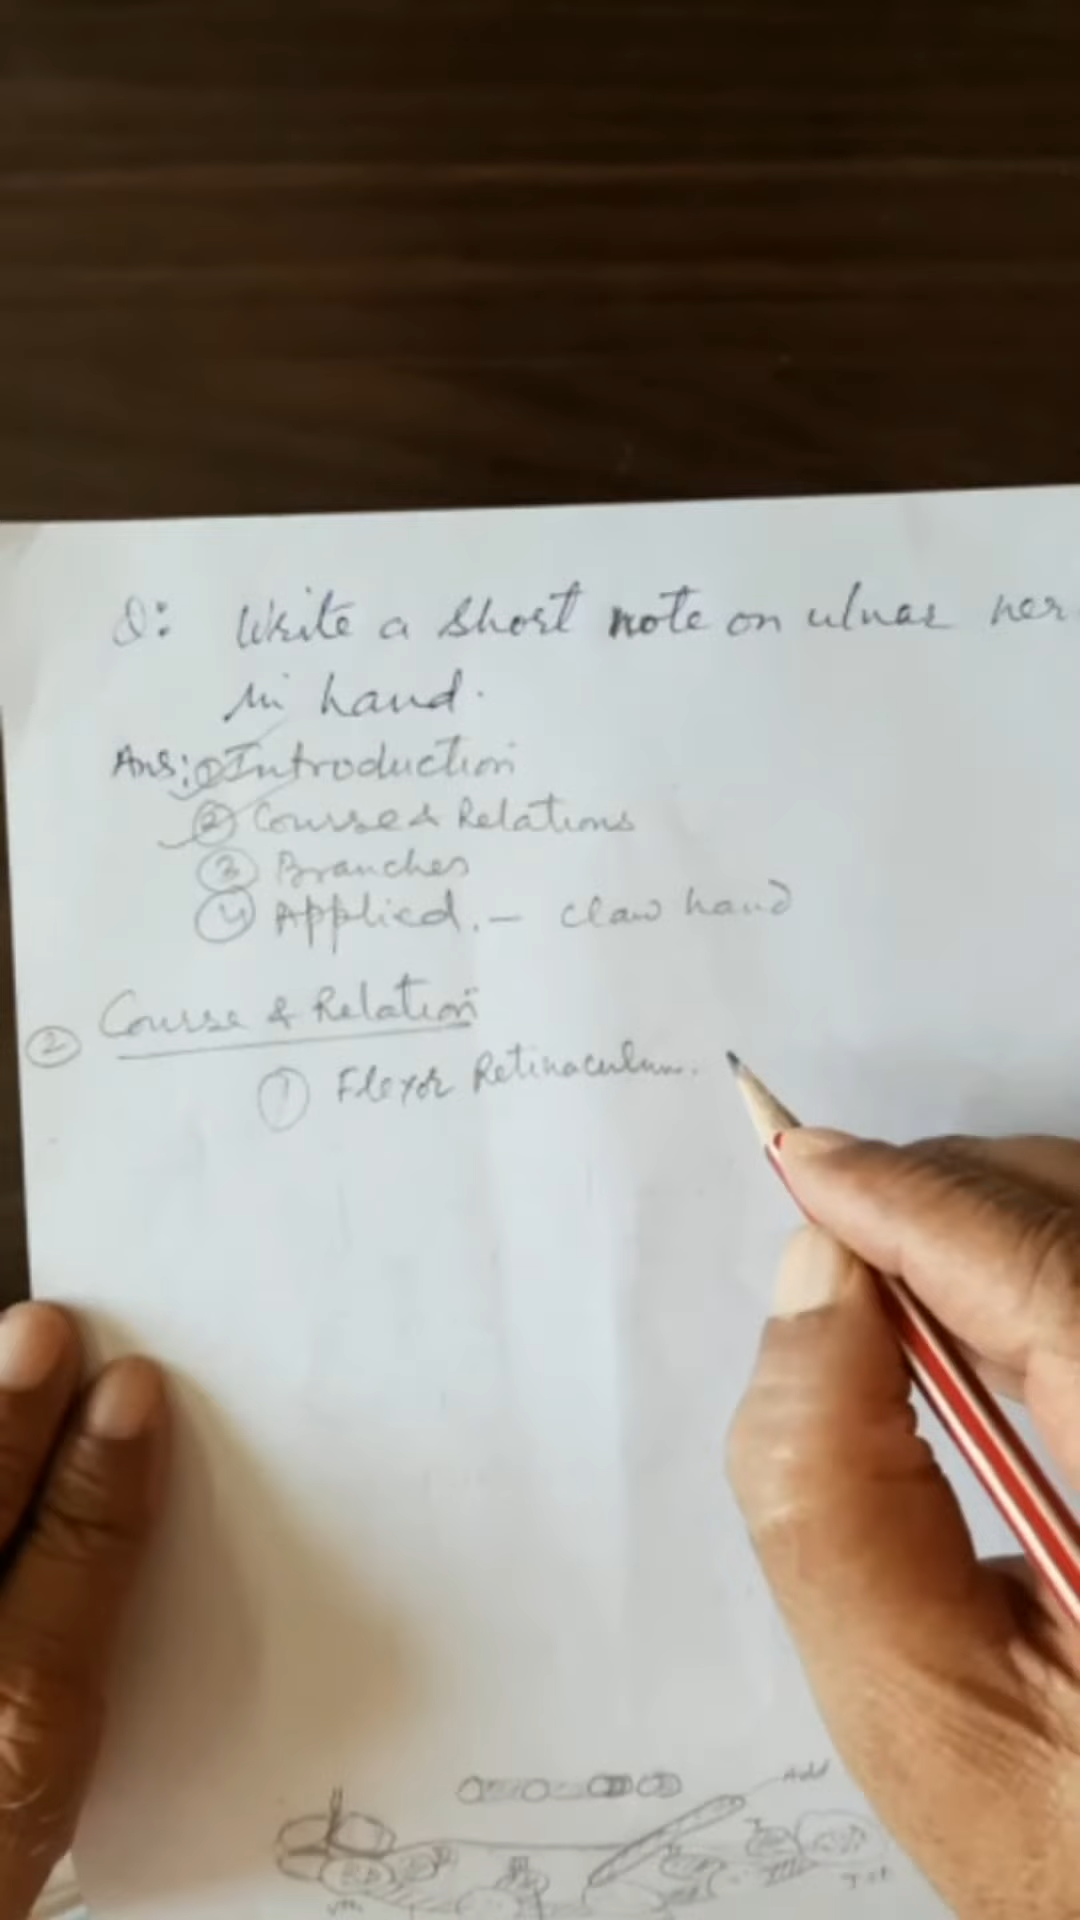 Q: Write a short note on ulnar ner
in hand.
Ans: ① Introduction
② Course & Relations
③ Branches
④ Applied. - claw hand
② Course & Relation
① Flexor Retinaculum.
Add